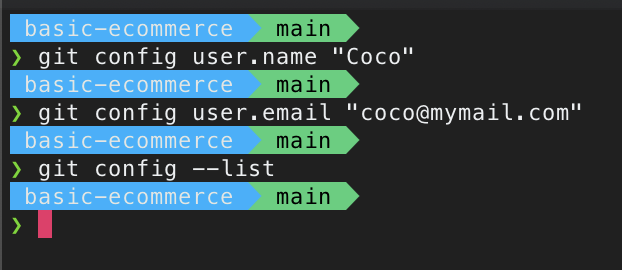 basic-ecommerce main
❯ git config user.name "Coco"
basic-ecommerce main
❯ git config user.email "coco@mymail.com"
basic-ecommerce main
❯ git config --list
basic-ecommerce main
❯